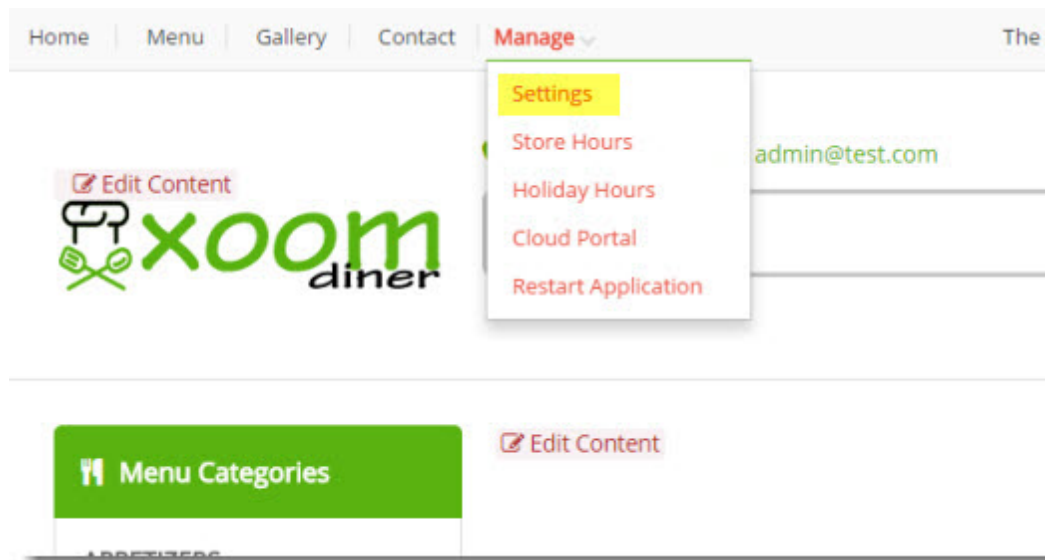 Home Menu Gallery Contact Manage The
Settings
Store Hours
admin@test.com
Edit Content
Holiday Hours
xoom
diner
Cloud Portal
Restart Application
Menu Categories
Edit Content
APPETIZERS